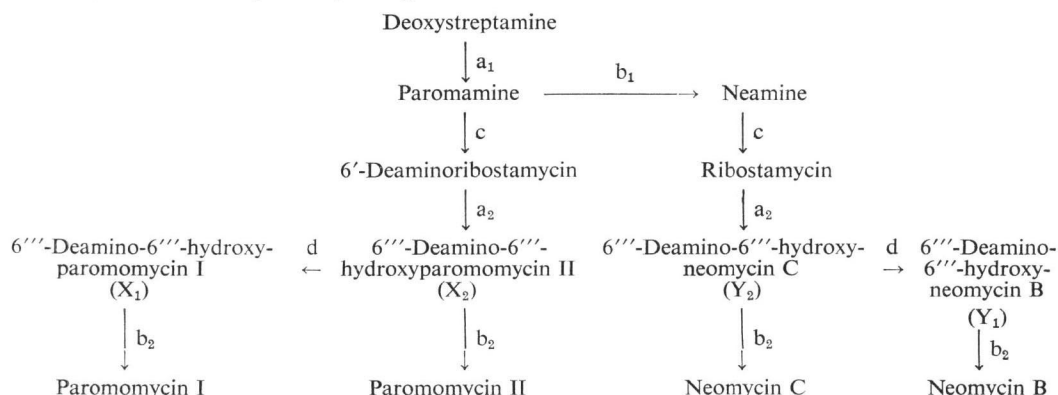 Deoxystreptamine
a₁
b₁
Paromamine → Neamine
c c
6′-Deaminoribostamycin Ribostamycin
a₂ a₂
6‴-Deamino-6‴-hydroxy- d 6‴-Deamino-6‴- 6‴-Deamino-6‴-hydroxy- d 6‴-Deamino-
paromomycin I ← hydroxyparomomycin II neomycin C → 6‴-hydroxy-
(X₁) (X₂) (Y₂) neomycin B
(Y₁)
b₂ b₂ b₂ b₂
Paromomycin I Paromomycin II Neomycin C Neomycin B